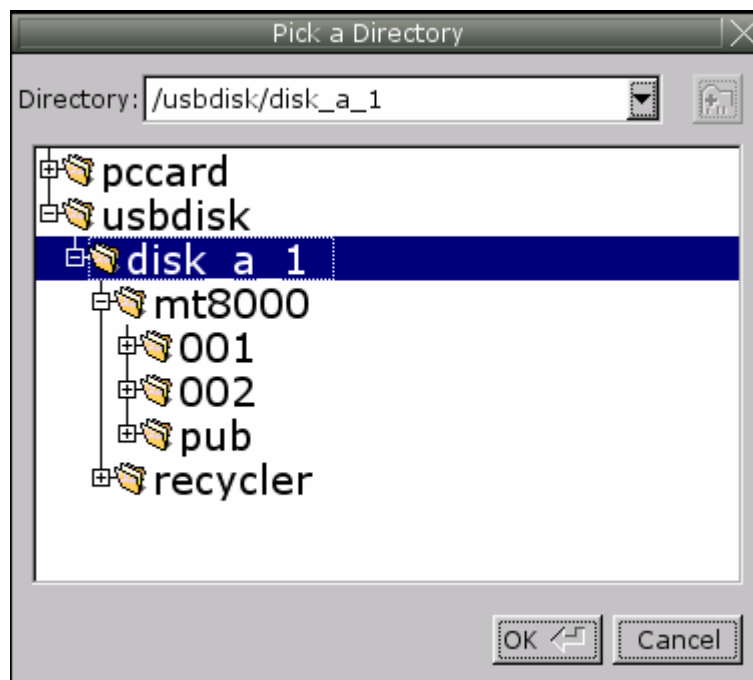 Pick a Directory
Directory: /usbdisk/disk_a_1
pccard
usbdisk
disk_a_1
mt8000
001
002
pub
recycler
OK Cancel